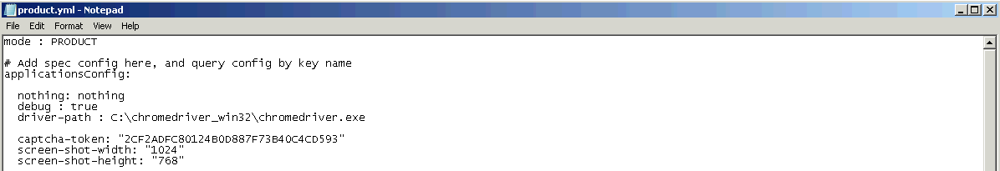 product.yml - Notepad
File Edit Format View Help
mode : PRODUCT
# Add spec config here, and query config by key name
applicationsConfig:
nothing: nothing
debug : true
driver-path : C:\chromedriver_win32\chromedriver.exe
captcha-token: "2CF2ADFC80124B0D887F73B40C4CD593"
screen-shot-width: "1024"
screen-shot-height: "768"